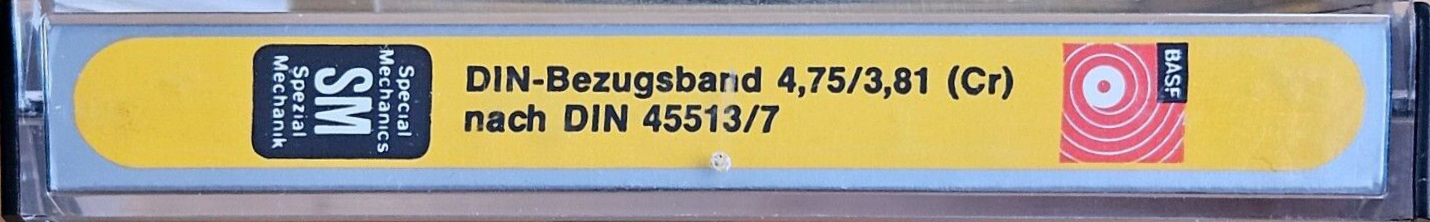 Special
Mechanics
SM
Spezial
Mechanik
DIN-Bezugsband 4,75/3,81 (Cr)
nach DIN 45513/7
BASF